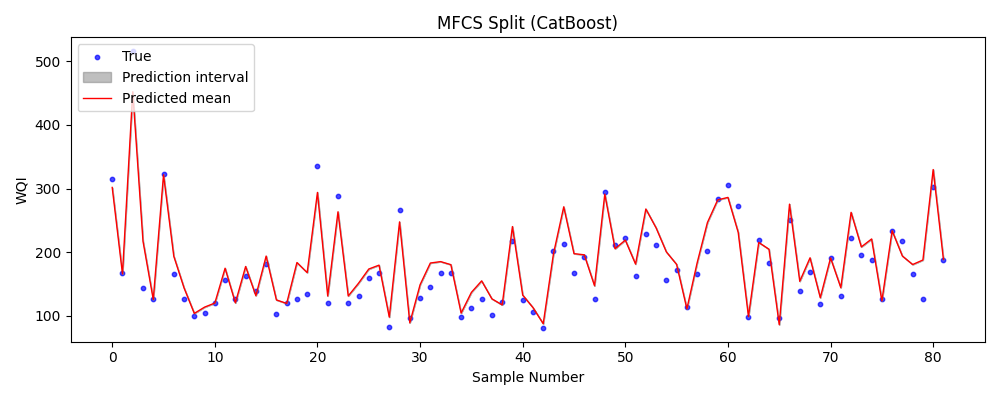 MFCS Split (CatBoost)
500
400
300
200
100
WQI
True
Prediction interval
Predicted mean
0 10 20 30 40 50 60 70 80
Sample Number